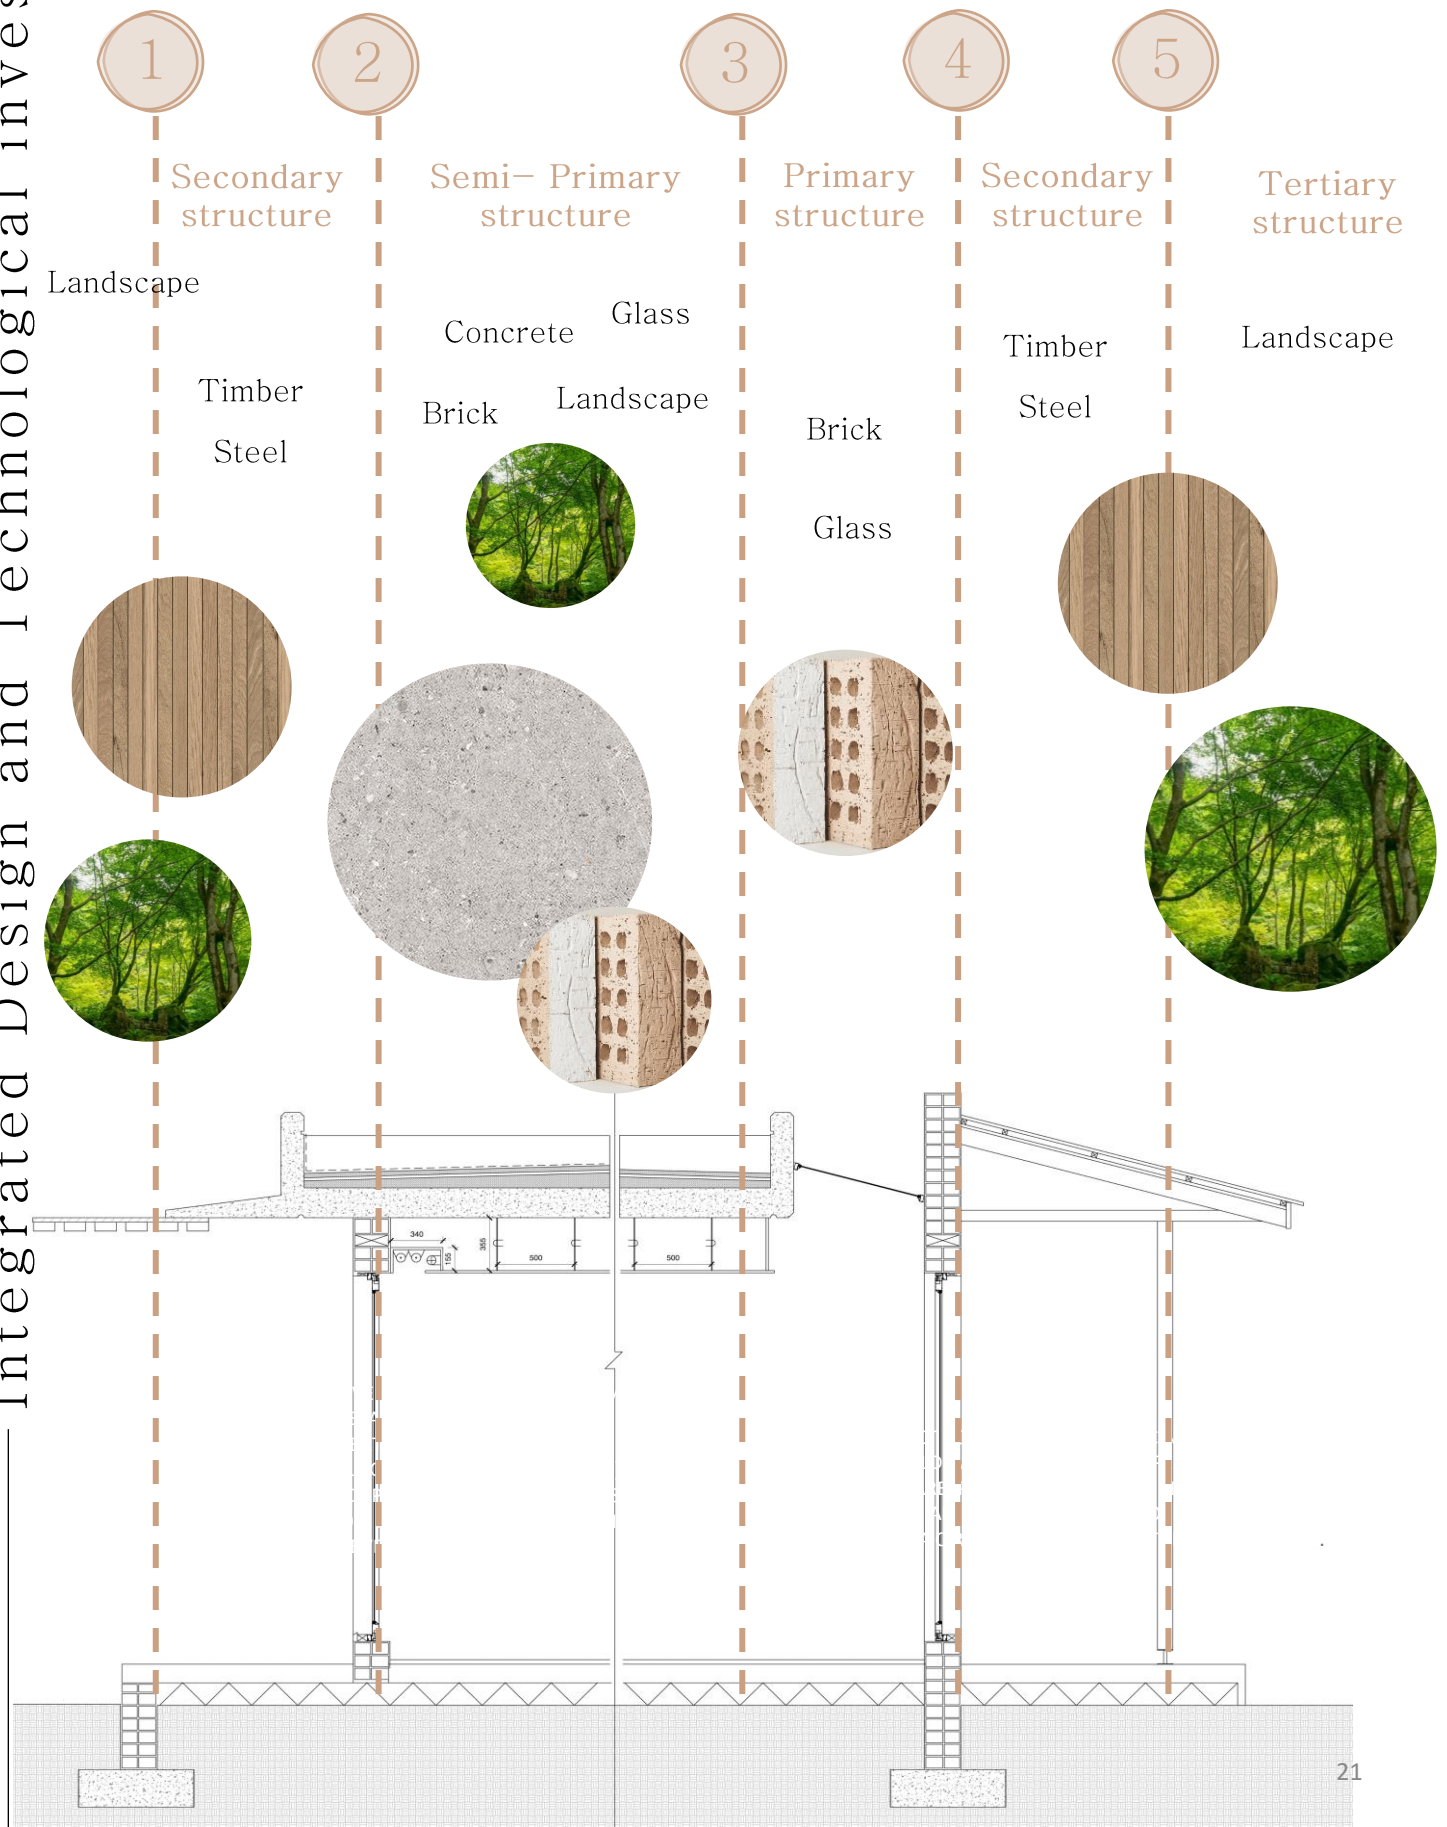 Integrated Design and Technological
1
2
3
4
5
Secondary
structure
Semi- Primary
structure
Primary
structure
Secondary
structure
Tertiary
structure
Landscape
Timber
Steel
Concrete
Glass
Brick
Landscape
Brick
Glass
Timber
Steel
Landscape
340
155
355
500
500
21